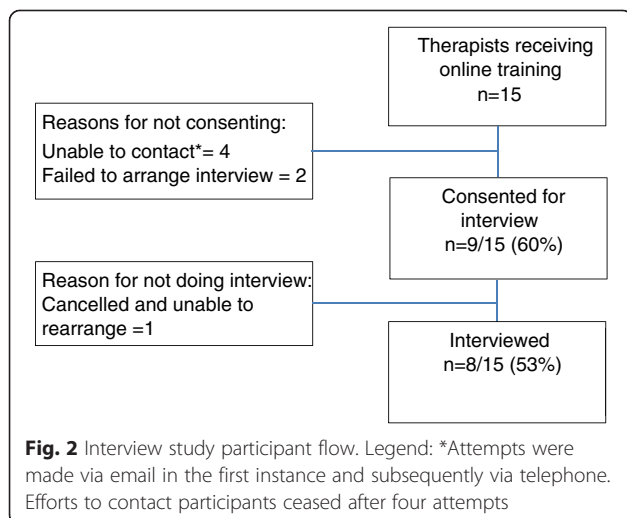 Therapists receiving
online training
n=15
Reasons for not consenting:
Unable to contact*= 4
Failed to arrange interview = 2
Consented for
interview
n=9/15 (60%)
Reason for not doing interview:
Cancelled and unable to
rearrange =1
Interviewed
n=8/15 (53%)
Fig. 2 Interview study participant flow. Legend: *Attempts were
made via email in the first instance and subsequently via telephone.
Efforts to contact participants ceased after four attempts